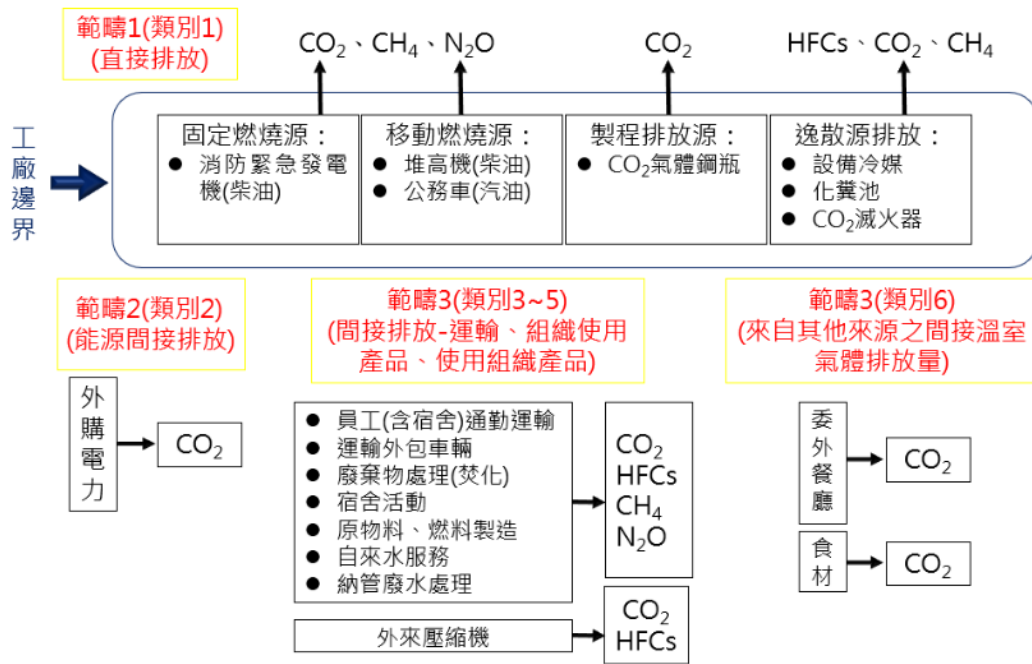 範疇1(類別1)
(直接排放)
CO₂、CH₄、N₂O
CO₂
HFCs、CO₂、CH₄
工廠邊界
固定燃燒源：
● 消防緊急發電
機(柴油)
移動燃燒源：
● 堆高機(柴油)
● 公務車(汽油)
製程排放源：
● CO₂氣體鋼瓶
逸散源排放：
● 設備冷媒
● 化糞池
● CO₂滅火器
範疇2(類別2)
(能源間接排放)
外購電力
CO₂
範疇3(類別3~5)
(間接排放-運輸、組織使用
產品、使用組織產品)
● 員工(含宿舍)通勤運輸
● 運輸外包車輛
● 廢棄物處理(焚化)
● 宿舍活動
● 原物料、燃料製造
● 自來水服務
● 納管廢水處理
CO₂
HFCs
CH₄
N₂O
外來壓縮機
CO₂
HFCs
範疇3(類別6)
(來自其他來源之間接溫室
氣體排放量)
委外餐廳
CO₂
食材
CO₂